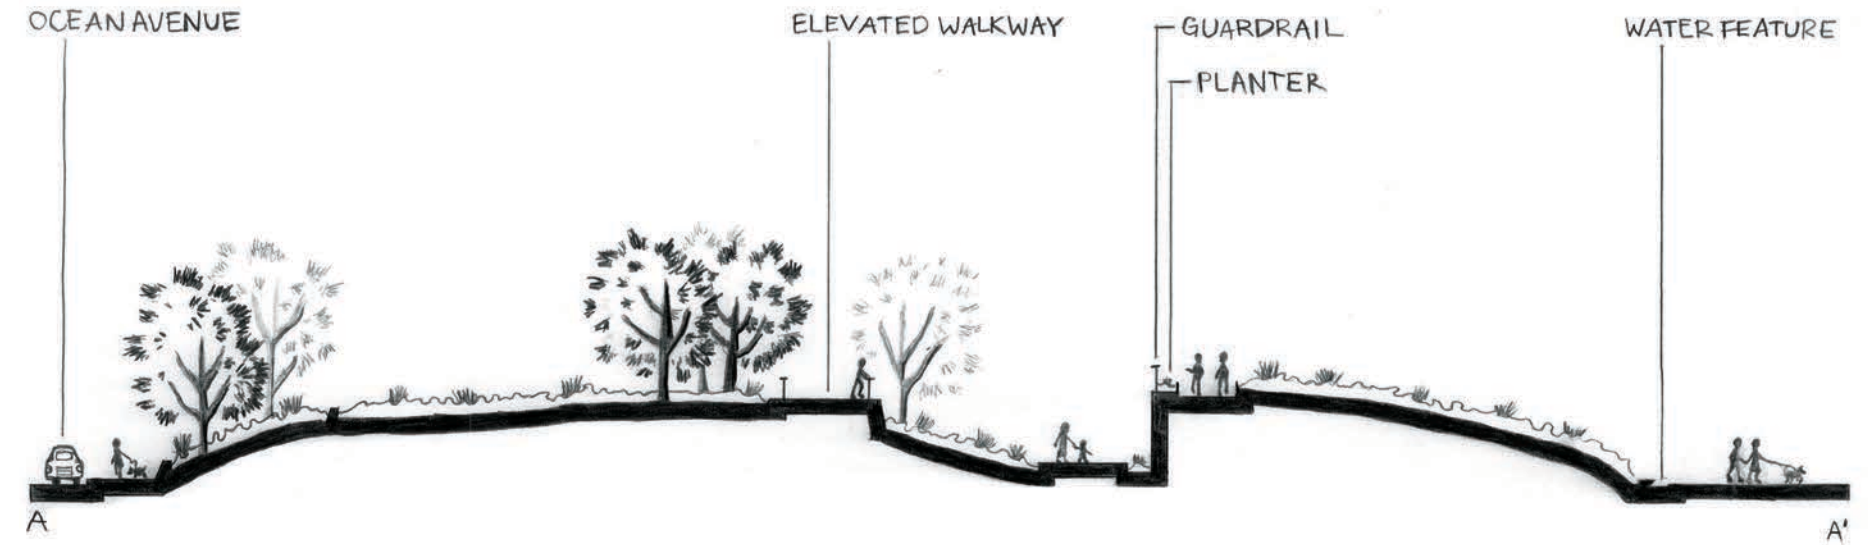 OCEAN AVENUE
ELEVATED WALKWAY
GUARDRAIL
PLANTER
WATER FEATURE
A
A'